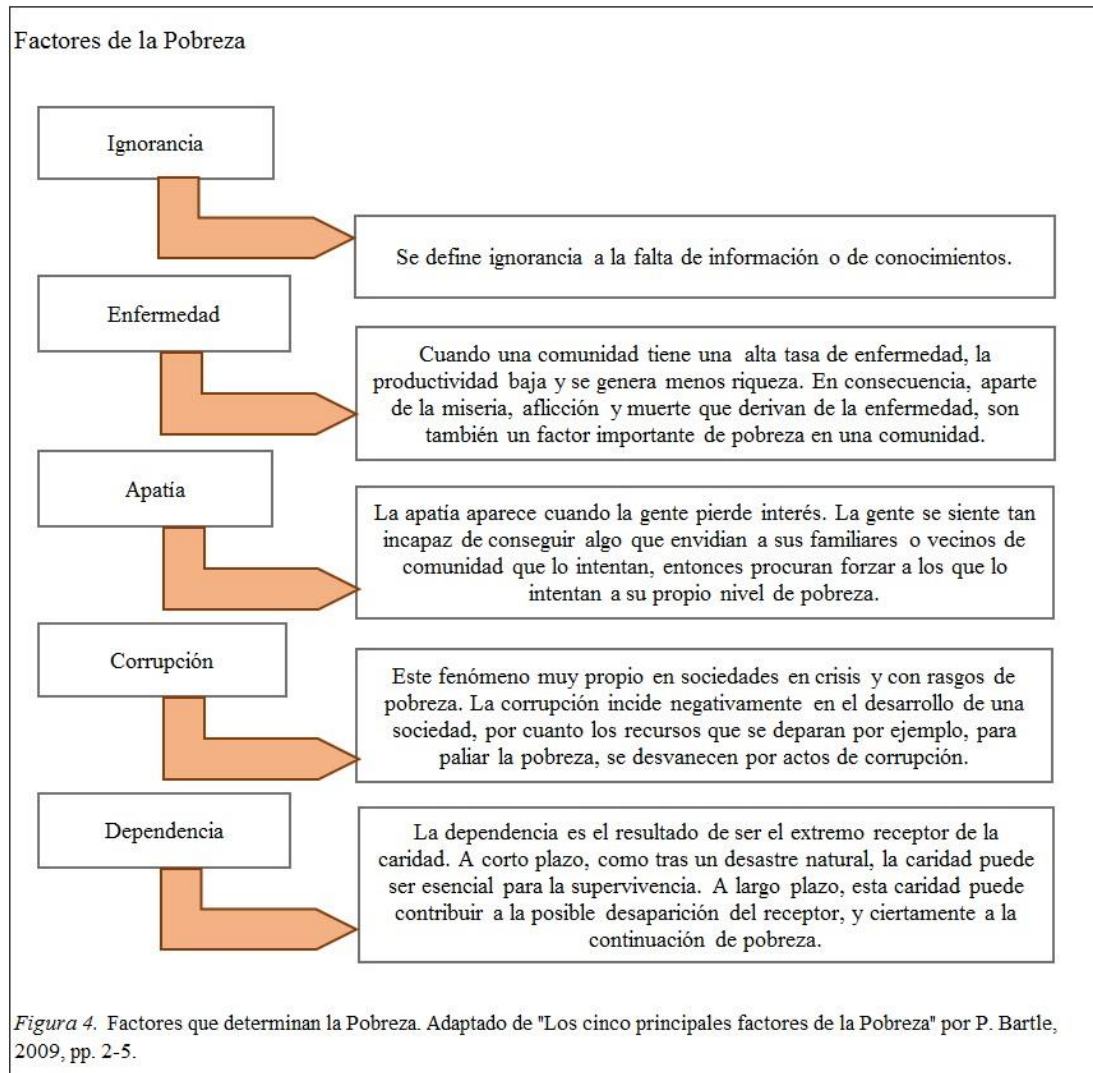 Factores de la Pobreza
Ignorancia
Se define ignorancia a la falta de información o de conocimientos.
Enfermedad
Cuando una comunidad tiene una alta tasa de enfermedad, la
productividad baja y se genera menos riqueza. En consecuencia, aparte
de la miseria, aflicción y muerte que derivan de la enfermedad, son
también un factor importante de pobreza en una comunidad.
Apatía
La apatía aparece cuando la gente pierde interés. La gente se siente tan
incapaz de conseguir algo que envidian a sus familiares o vecinos de
comunidad que lo intentan, entonces procuran forzar a los que lo
intentan a su propio nivel de pobreza.
Corrupción
Este fenómeno muy propio en sociedades en crisis y con rasgos de
pobreza. La corrupción incide negativamente en el desarrollo de una
sociedad, por cuanto los recursos que se deparan por ejemplo, para
paliar la pobreza, se desvanecen por actos de corrupción.
Dependencia
La dependencia es el resultado de ser el extremo receptor de la
caridad. A corto plazo, como tras un desastre natural, la caridad puede
ser esencial para la supervivencia. A largo plazo, esta caridad puede
contribuir a la posible desaparición del receptor, y ciertamente a la
continuación de pobreza.
Figura 4. Factores que determinan la Pobreza. Adaptado de "Los cinco principales factores de la Pobreza" por P. Bartle,
2009, pp. 2-5.